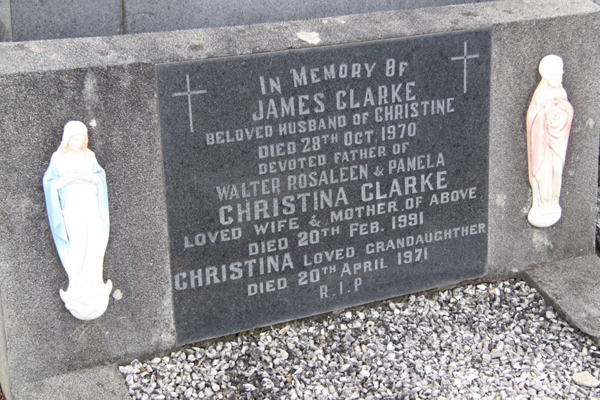 IN MEMORY OF
JAMES CLARKE
BELOVED HUSBAND OF CHRISTINE
DIED 28TH OCT. 1970
DEVOTED FATHER OF
WALTER ROSALEEN & PAMELA
CHRISTINA CLARKE
LOVED WIFE & MOTHER OF ABOVE
DIED 20TH FEB. 1991
CHRISTINA LOVED GRANDAUGHTHER
DIED 20TH APRIL 1971
R.I.P